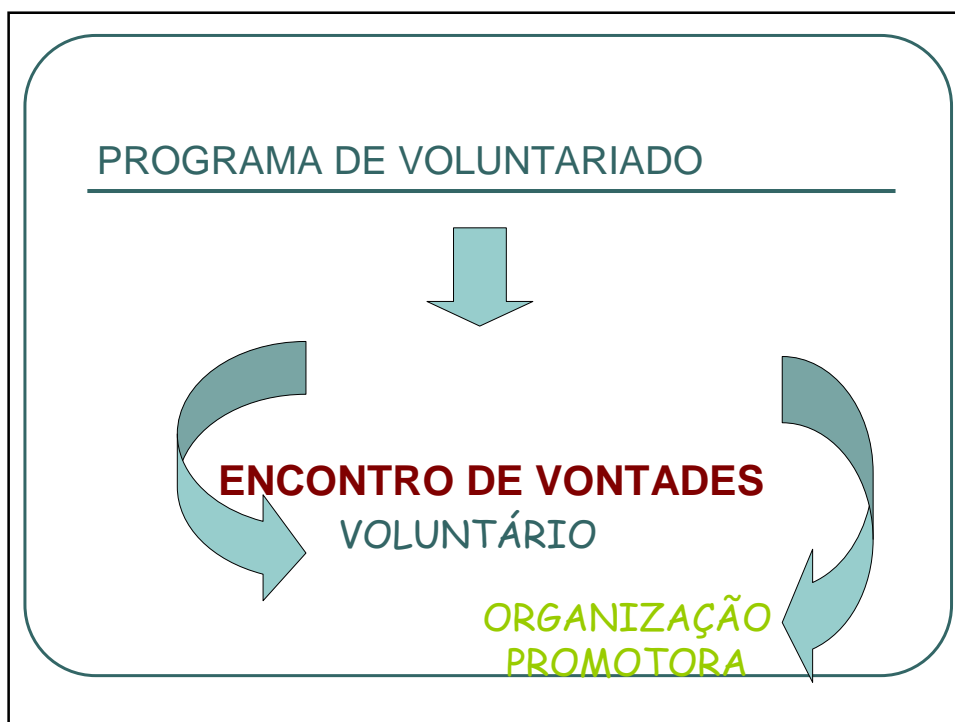 PROGRAMA DE VOLUNTARIADO
ENCONTRO DE VONTADES
VOLUNTÁRIO
ORGANIZAÇÃO
PROMOTORA